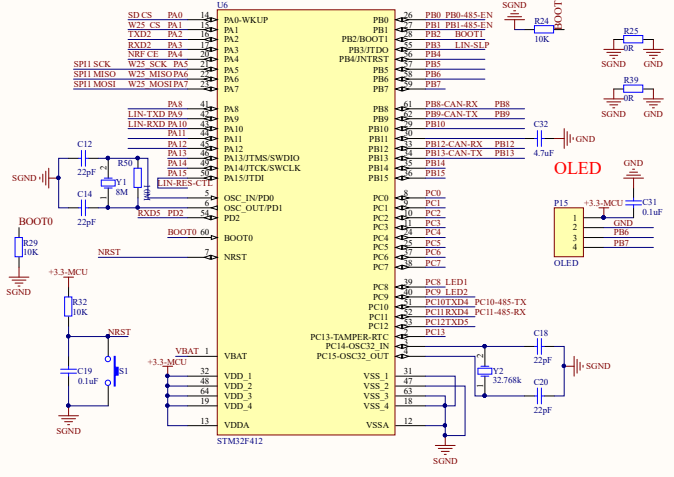 U6
STM32F412
SD CS PA0 14 PA0-WKUP
W25_CS PA1 15 PA1
TXD2 PA2 16 PA2
RXD2 PA3 17 PA3
NRF CE PA4 20 PA4
SPI1 SCK W25_SCK PA5 21 PA5
SPI1 MISO W25_MISO PA6 22 PA6
SPI1 MOSI W25_MOSI PA7 23 PA7
PA8 41 PA8
LIN-TXD PA9 42 PA9
LIN-RXD PA10 43 PA10
PA11 44 PA11
PA12 45 PA12
PA13 46 PA13/JTMS/SWDIO
PA14 49 PA14/JTCK/SWCLK
PA15 50 PA15/JTDI
LIN-RES-CTL
5 OSC_IN/PD0
6 OSC_OUT/PD1
RXD5 PD2 54 PD2
BOOT0 60 BOOT0
NRST 7 NRST
VBAT 1 VBAT
+3.3-MCU
32 VDD_1
48 VDD_2
64 VDD_3
19 VDD_4
13 VDDA
PB0 26 PB0 PB0-485-EN
PB1 27 PB1 PB1-485-EN
PB2/BOOT1 28 BOOT1
PB3/JTDO 55 PB3 LIN-SLP
PB4/JNTRST 56 PB4
PB5 57 PB5
PB6 58 PB6
PB7 59 PB7
PB8 61 PB8-CAN-RX PB8
PB9 62 PB9-CAN-TX PB9
PB10 29 PB10
PB11 30
PB12 33 PB12-CAN-RX PB12
PB13 34 PB13-CAN-TX PB13
PB14 35 PB14
PB15 36 PB15
PC0 8 PC0
PC1 9 PC1
PC2 10 PC2
PC3 11 PC3
PC4 24 PC4
PC5 25 PC5
PC6 37 PC6
PC7 38 PC7
PC8 39 PC8 LED1
PC9 40 PC9 LED2
PC10 51 PC10TXD4 PC10-485-TX
PC11 52 PC11RXD4 PC11-485-RX
PC12 53 PC12TXD5
PC13-TAMPER-RTC 2 PC13
PC14-OSC32_IN 3
PC15-OSC32_OUT 4
VSS_1 31
VSS_2 47
VSS_3 63
VSS_4 18
VSSA 12
SGND
C12
22pF
SGND
C14
22pF
2
Y1
8M
1
R50
10M
BOOT0
R29
10K
SGND
+3.3-MCU
R32
10K
NRST
C19
0.1uF
S1
SGND
SGND
R24
10K
BOOT1
R25
0R
SGND GND
R39
0R
SGND GND
C32
4.7uF
GND
OLED
GND
C31
0.1uF
P15
+3.3-MCU
1
2 GND
3 PB6
4 PB7
OLED
C18
22pF
2
Y2
32.768k
1
C20
22pF
SGND